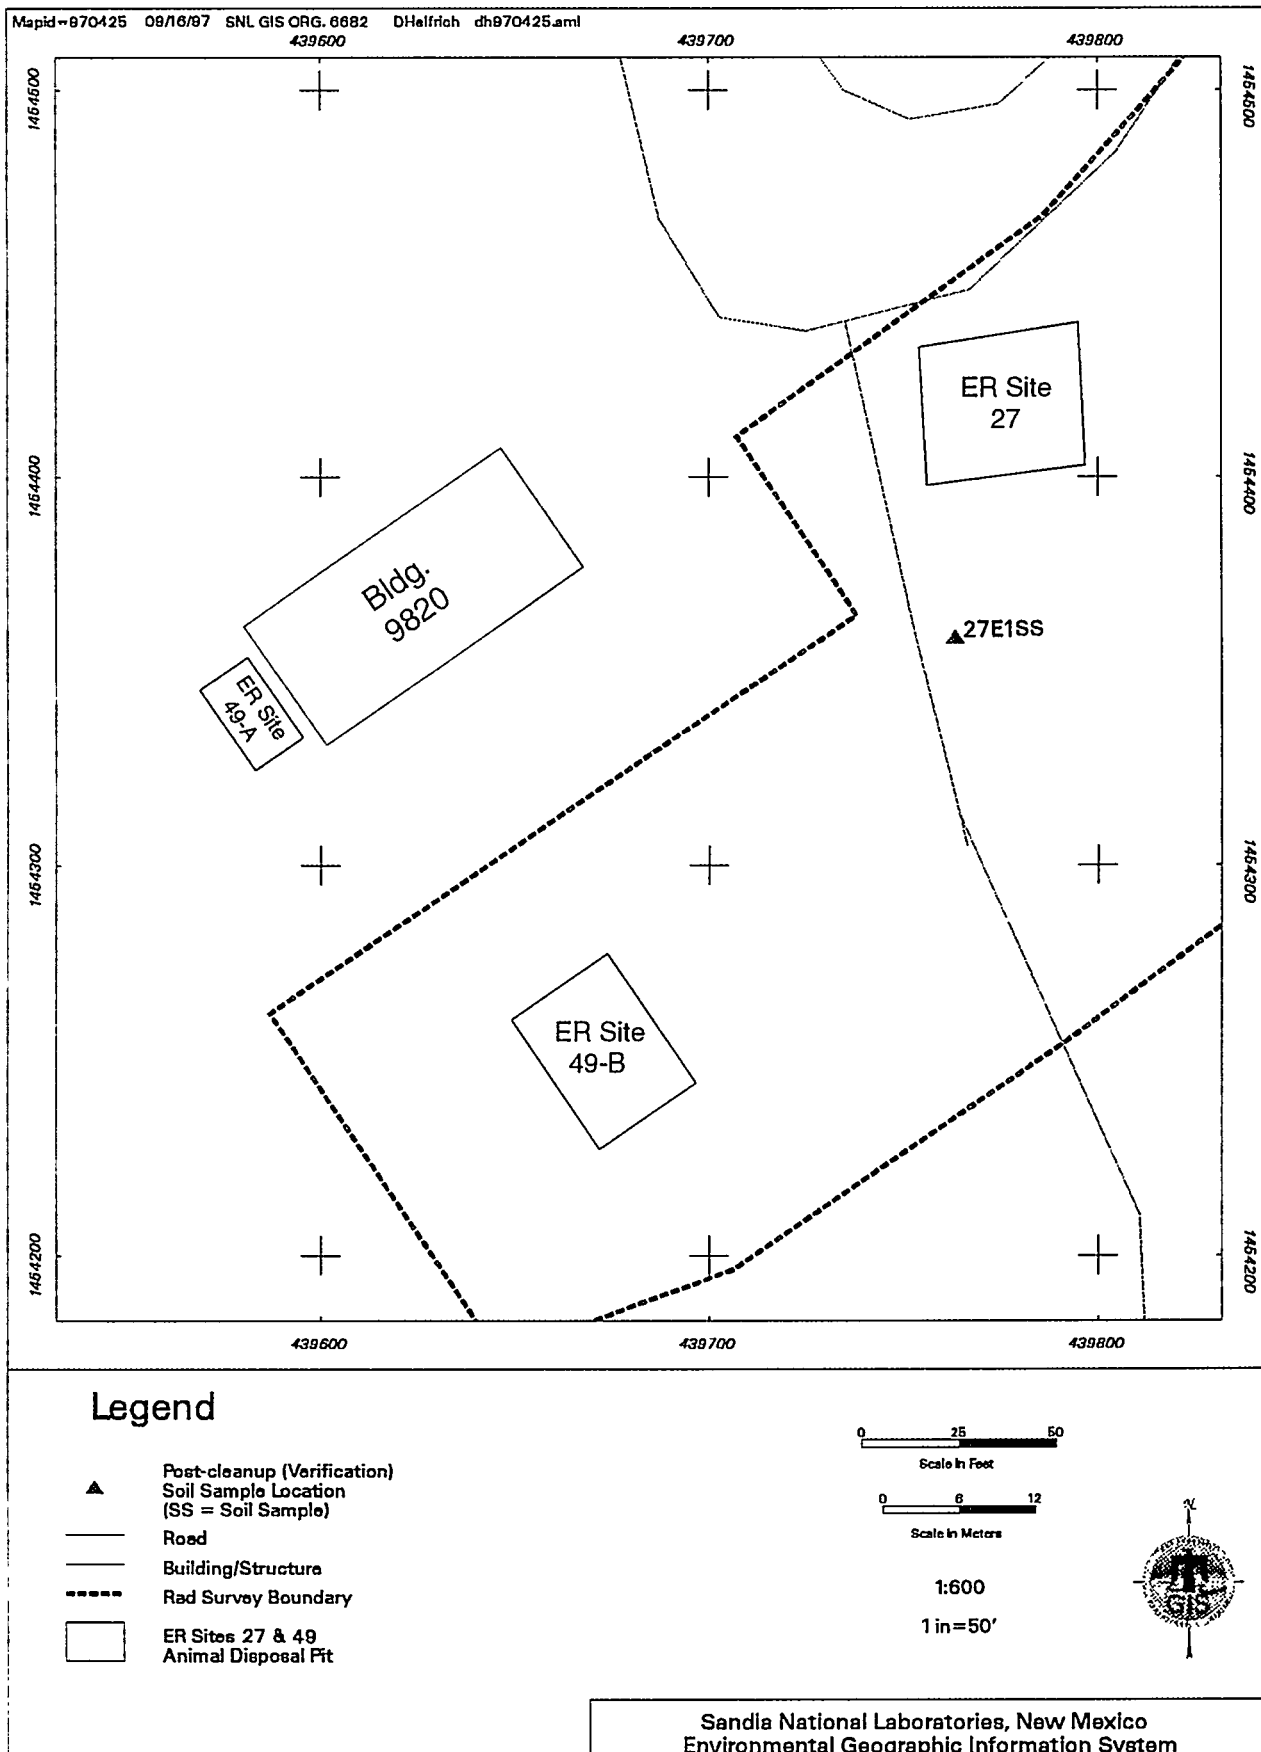 Mapid=970425 09/16/97 SNL GIS ORG. 6682 DHelfrich dh970425.aml
439600 439700 439800
1454500 1454500
ER Site
27
1454400 1454400
Bldg.
9820
27E1SS
ER Site
49-A
1454300 1454300
ER Site
49-B
1454200 1454200
439600 439700 439800
Legend
Post-cleanup (Verification)
Soil Sample Location
(SS = Soil Sample)
Road
Building/Structure
Rad Survey Boundary
ER Sites 27 & 49
Animal Disposal Pit
0 25 50
Scale in Feet
0 6 12
Scale in Meters
1:600
1 in=50'
N
GIS
Sandia National Laboratories, New Mexico
Environmental Geographic Information System